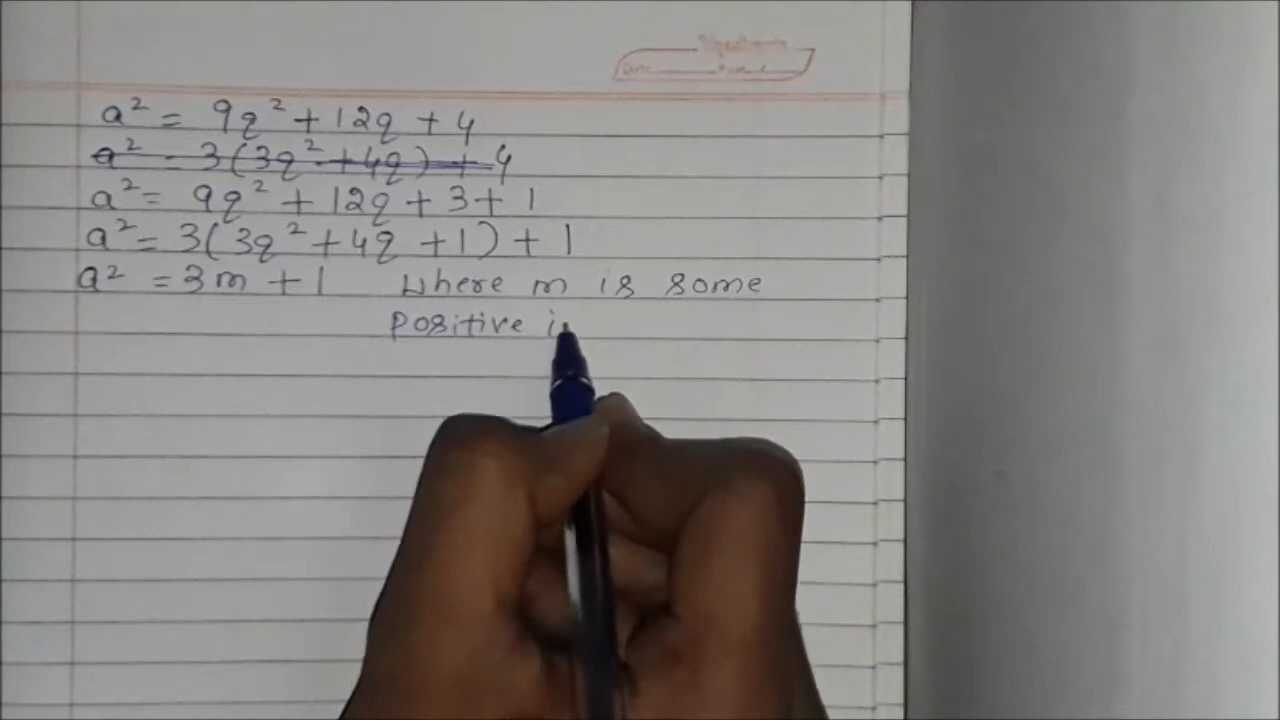 a² = 9q² + 12q + 4
a² = 3(3q² + 4q) + 4
a² = 9q² + 12q + 3 + 1
a² = 3(3q² + 4q + 1) + 1
a² = 3m + 1 where m is some
positive i